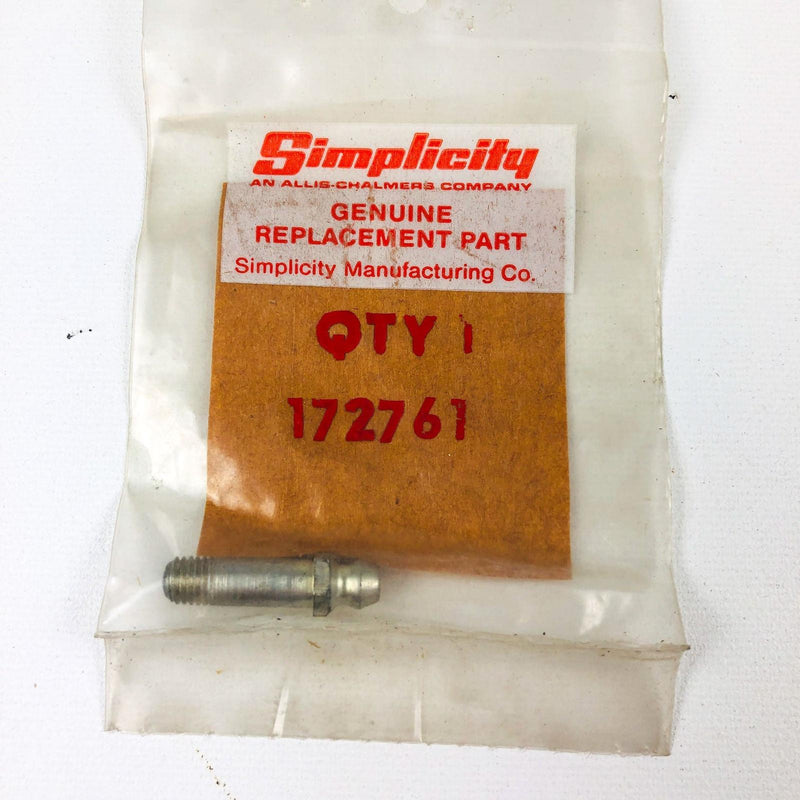 Simplicity
AN ALLIS-CHALMERS COMPANY
GENUINE
REPLACEMENT PART
Simplicity Manufacturing Co.
QTY 1
172761